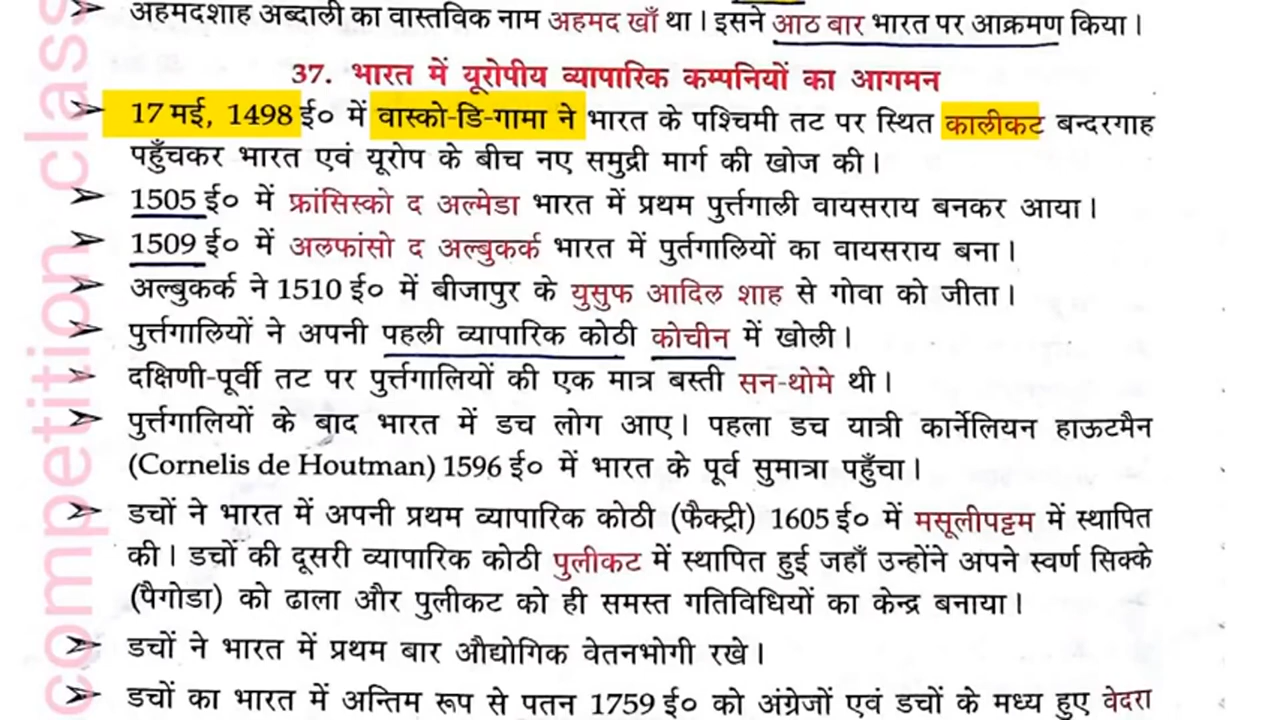 अहमदशाह अब्दाली का वास्तविक नाम अहमद खाँ था। इसने आठ बार भारत पर आक्रमण किया।
37. भारत में यूरोपीय व्यापारिक कम्पनियों का आगमन
➢ 17 मई, 1498 ई० में वास्को-डि-गामा ने भारत के पश्चिमी तट पर स्थित कालीकट बन्दरगाह
पहुँचकर भारत एवं यूरोप के बीच नए समुद्री मार्ग की खोज की।
➢ 1505 ई० में फ्रांसिस्को द अल्मेडा भारत में प्रथम पुर्त्तगाली वायसराय बनकर आया।
➢ 1509 ई० में अलफांसो द अल्बुकर्क भारत में पुर्तगालियों का वायसराय बना।
➢ अल्बुकर्क ने 1510 ई० में बीजापुर के युसुफ आदिल शाह से गोवा को जीता।
➢ पुर्त्तगालियों ने अपनी पहली व्यापारिक कोठी कोचीन में खोली।
➢ दक्षिणी-पूर्वी तट पर पुर्त्तगालियों की एक मात्र बस्ती सन-थोमे थी।
➢ पुर्त्तगालियों के बाद भारत में डच लोग आए। पहला डच यात्री कार्नेलियन हाऊटमैन
(Cornelis de Houtman) 1596 ई० में भारत के पूर्व सुमात्रा पहुँचा।
➢ डचों ने भारत में अपनी प्रथम व्यापारिक कोठी (फैक्ट्री) 1605 ई० में मसूलीपट्टम में स्थापित
की। डचों की दूसरी व्यापारिक कोठी पुलीकट में स्थापित हुई जहाँ उन्होंने अपने स्वर्ण सिक्के
(पैगोडा) को ढाला और पुलीकट को ही समस्त गतिविधियों का केन्द्र बनाया।
➢ डचों ने भारत में प्रथम बार औद्योगिक वेतनभोगी रखे।
➢ डचों का भारत में अन्तिम रूप से पतन 1759 ई० को अंग्रेजों एवं डचों के मध्य हुए वेदरा
competition class